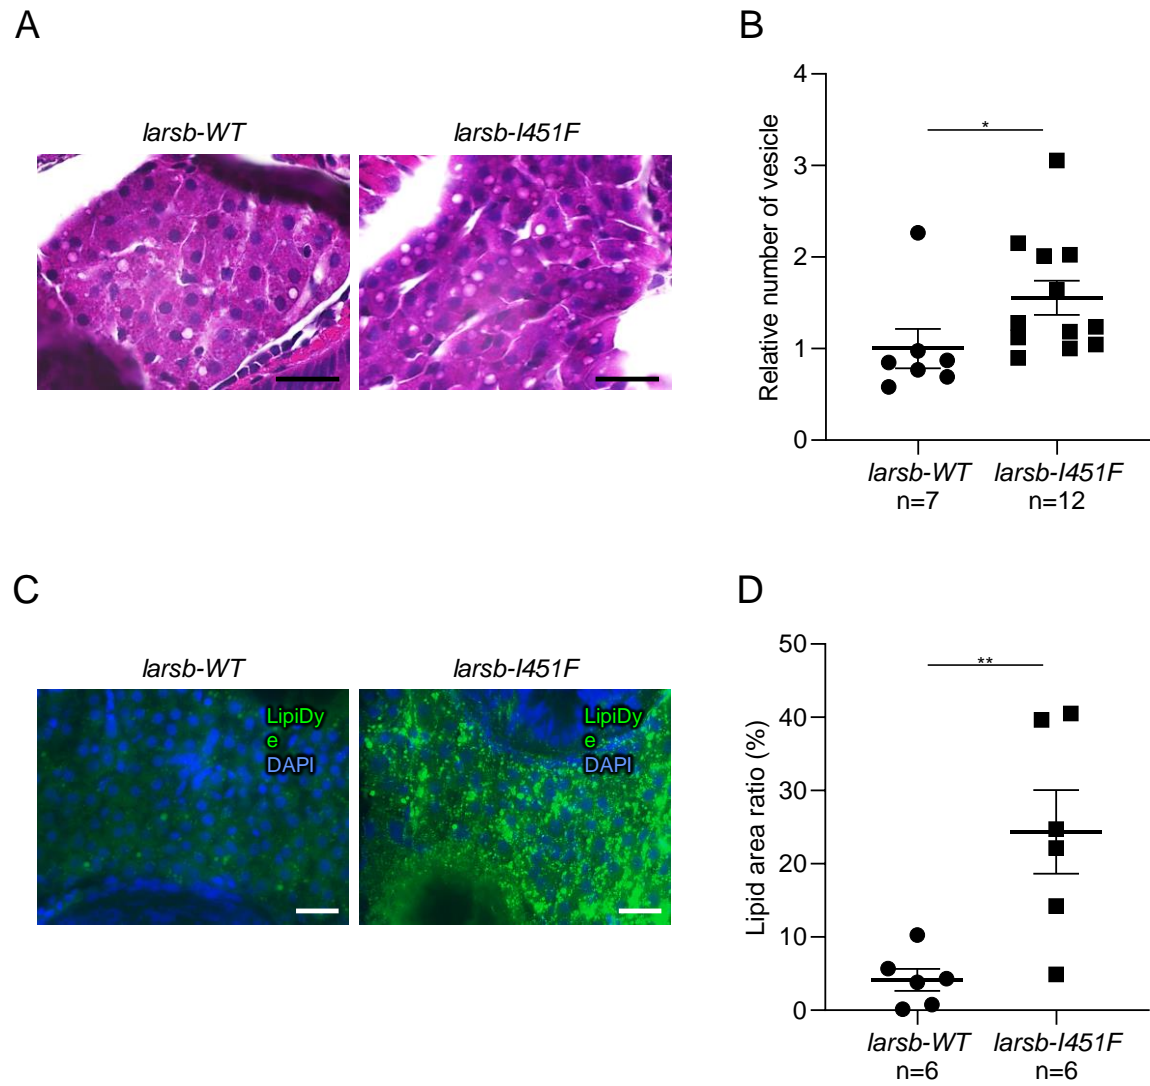 A
larsb-WT
larsb-I451F
B
4
3
2
1
0
Relative number of vesicle
*
larsb-WT
n=7
larsb-I451F
n=12
C
larsb-WT
larsb-I451F
LipiDy
e
DAPI
LipiDy
e
DAPI
D
50
40
30
20
10
0
Lipid area ratio (%)
**
larsb-WT
n=6
larsb-I451F
n=6